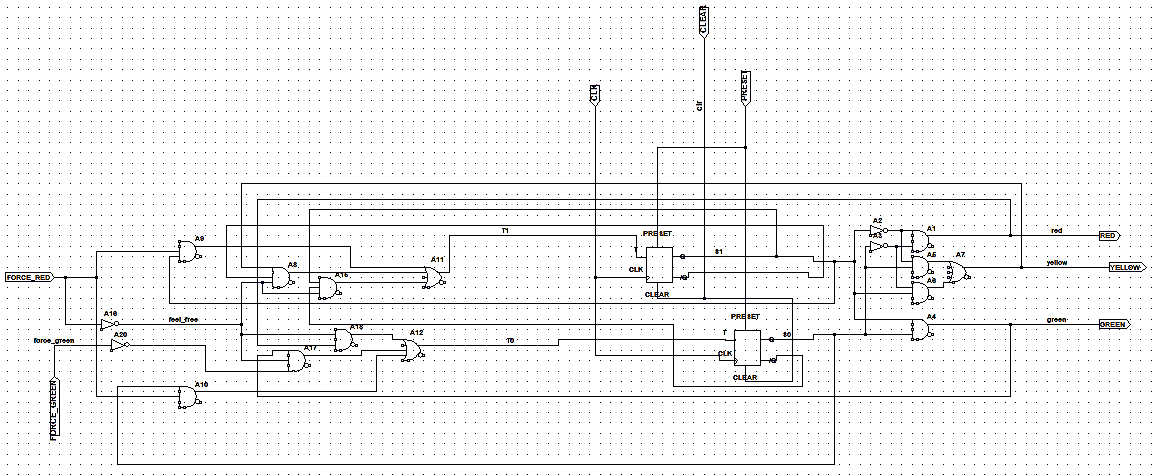 CLEAR
CLK
PRESET
clr
A2
A3
A1
red
RED
PRESET
T1
A9
A8
A15
A11
T
Q
S1
CLK
/Q
CLEAR
A5
A7
A6
yellow
YELLOW
FORCE_RED
A16
feel_free
A20
force_green
A18
A17
A12
T0
PRESET
T
Q
S0
CLK
/Q
CLEAR
A4
green
GREEN
A10
FORCE_GREEN